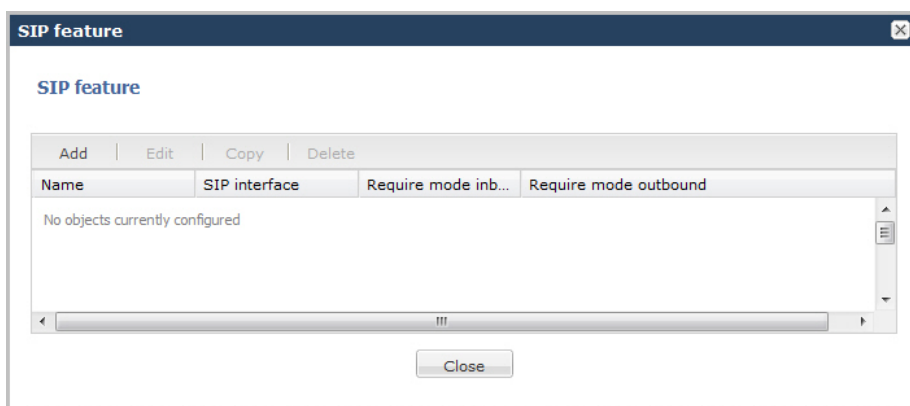 SIP feature
SIP feature
Add Edit Copy Delete
Name SIP interface Require mode inb... Require mode outbound
No objects currently configured
Close